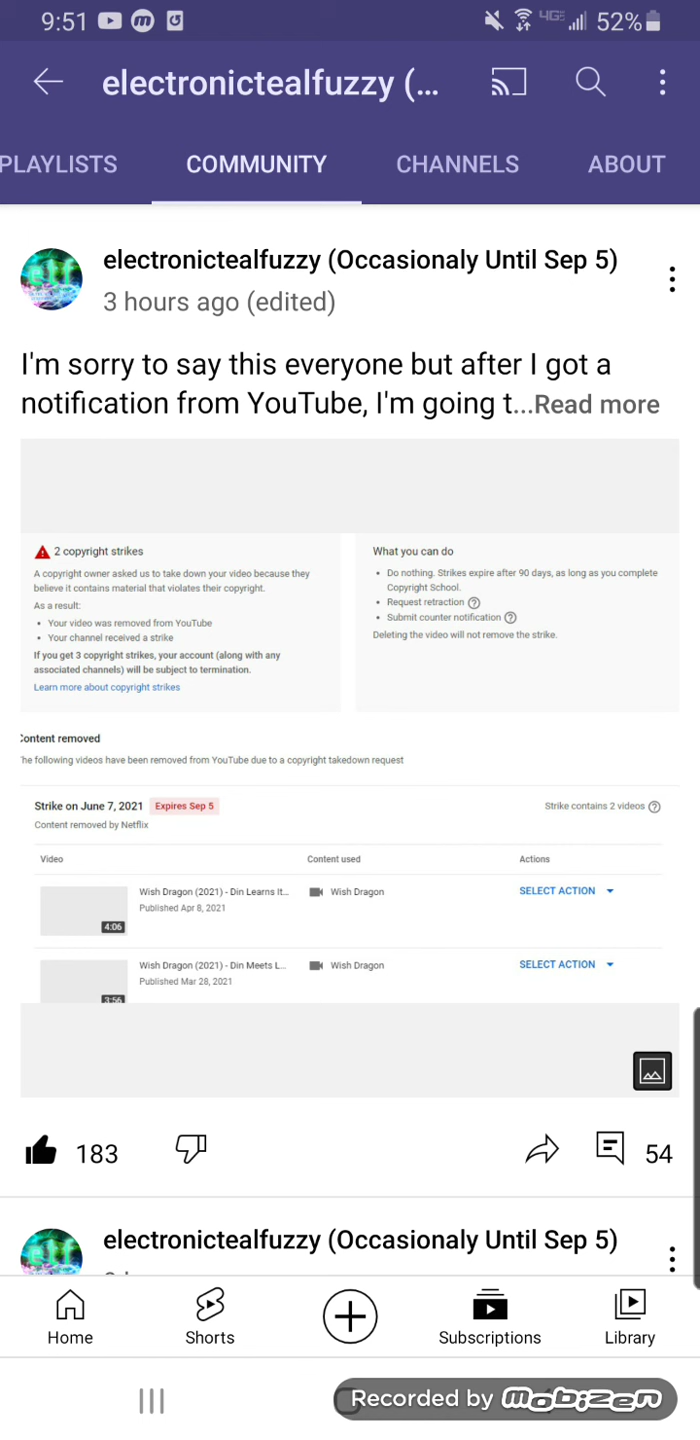 9:51
4GE 52%
electronictealfuzzy (...
PLAYLISTS COMMUNITY CHANNELS ABOUT
electronictealfuzzy (Occasionaly Until Sep 5)
3 hours ago (edited)
I'm sorry to say this everyone but after I got a
notification from YouTube, I'm going t...Read more
2 copyright strikes
A copyright owner asked us to take down your video because they
believe it contains material that violates their copyright.
As a result:
• Your video was removed from YouTube
• Your channel received a strike
If you get 3 copyright strikes, your account (along with any
associated channels) will be subject to termination.
Learn more about copyright strikes
What you can do
• Do nothing. Strikes expire after 90 days, as long as you complete
Copyright School.
• Request retraction
• Submit counter notification
Deleting the video will not remove the strike.
Content removed
The following videos have been removed from YouTube due to a copyright takedown request
Strike on June 7, 2021 Expires Sep 5 Strike contains 2 videos
Content removed by Netflix
Video Content used Actions
Wish Dragon (2021) - Din Learns It... Wish Dragon SELECT ACTION
Published Apr 8, 2021
4:06
Wish Dragon (2021) - Din Meets L... Wish Dragon SELECT ACTION
Published Mar 28, 2021
3:56
183 54
electronictealfuzzy (Occasionaly Until Sep 5)
Home Shorts Subscriptions Library
Recorded by mobizen